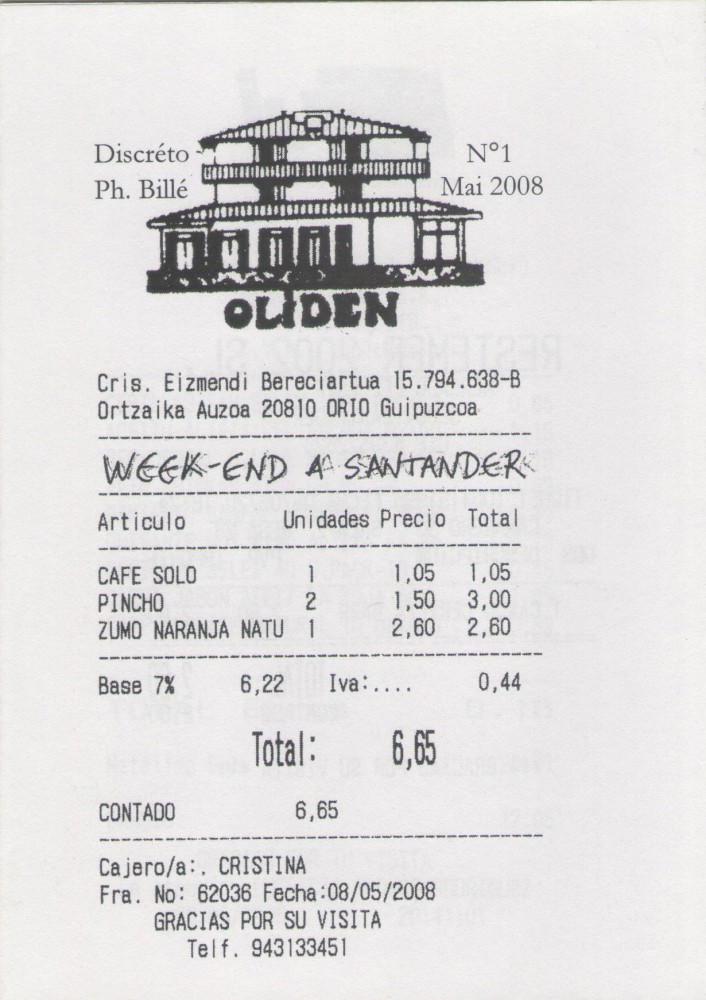 Discréto N°1
Ph. Billé Mai 2008
OLIDEN
Cris. Eizmendi Bereciartua 15.794.638-B
Ortzaika Auzoa 20810 ORIO Guipuzcoa
WEEK-END A SANTANDER
Articulo Unidades Precio Total
CAFE SOLO 1 1,05 1,05
PINCHO 2 1,50 3,00
ZUMO NARANJA NATU 1 2,60 2,60
Base 7% 6,22 Iva:.... 0,44
Total: 6,65
CONTADO 6,65
Cajero/a:. CRISTINA
Fra. No: 62036 Fecha:08/05/2008
GRACIAS POR SU VISITA
Telf. 943133451